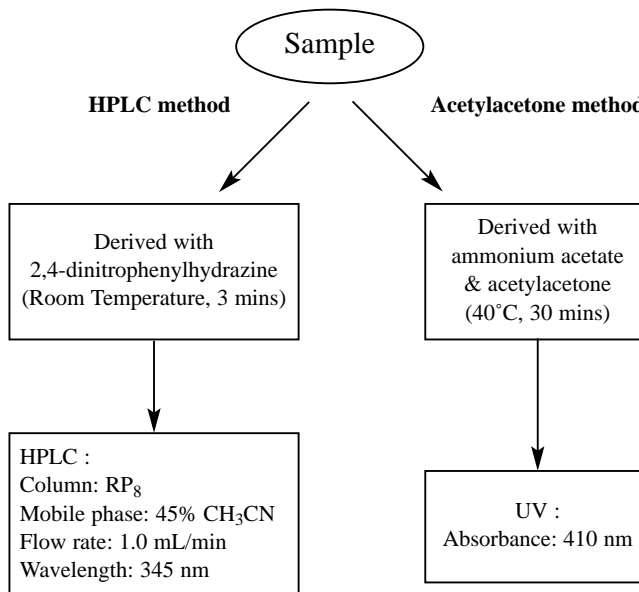 Sample
HPLC method
Acetylacetone method
Derived with
2,4-dinitrophenylhydrazine
(Room Temperature, 3 mins)
Derived with
ammonium acetate
& acetylacetone
(40˚C, 30 mins)
HPLC :
Column: RP₈
Mobile phase: 45% CH₃CN
Flow rate: 1.0 mL/min
Wavelength: 345 nm
UV :
Absorbance: 410 nm